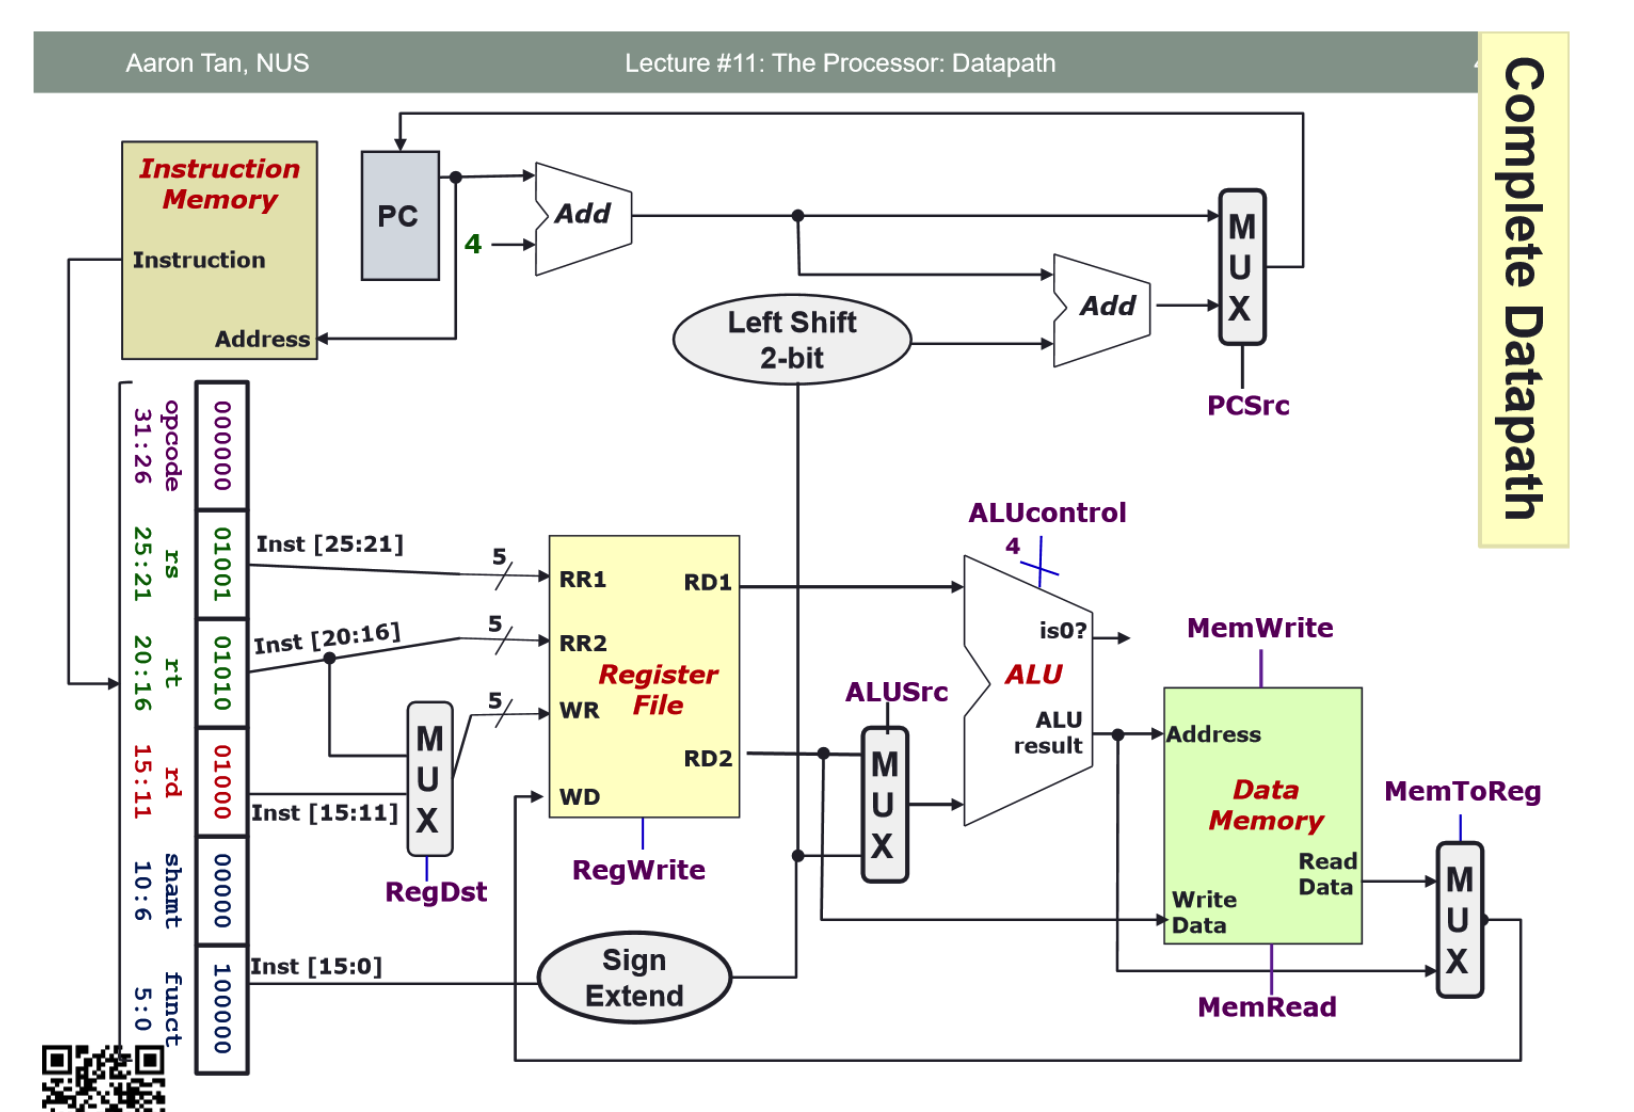 Aaron Tan, NUS
Lecture #11: The Processor: Datapath
Complete Datapath
Instruction
Memory
Instruction
Address
PC
4
Add
Left Shift
2-bit
Add
M
U
X
PCSrc
opcode
31:26
000000
rs
25:21
01001
rt
20:16
01010
rd
15:11
01000
shamt
10:6
00000
funct
5:0
100000
Inst [25:21]
5
Inst [20:16]
5
5
M
U
X
Inst [15:11]
RegDst
Inst [15:0]
RR1
RR2
WR
WD
RD1
RD2
Register
File
RegWrite
Sign
Extend
ALUSrc
M
U
X
ALUcontrol
4
is0?
ALU
ALU
result
MemWrite
Address
Data
Memory
Read
Data
Write
Data
MemRead
MemToReg
M
U
X